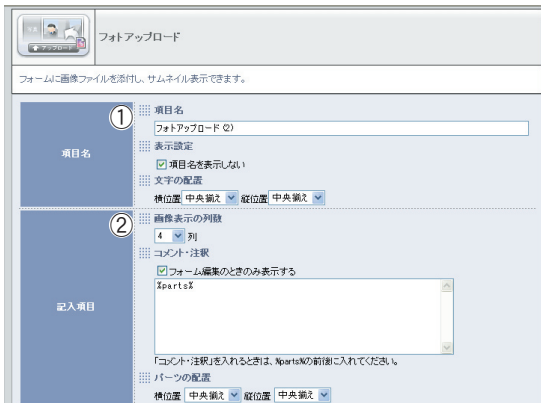 アップロード
フォトアップロード
フォームに画像ファイルを添付し、サムネイル表示できます。
① 項目名
フォトアップロード (2)
項目名
表示設定
項目名を表示しない
文字の配置
横位置 中央揃え 縦位置 中央揃え
② 画像表示の列数
4 列
コメント・注釈
フォーム編集のときのみ表示する
%parts%
記入項目
「コメント・注釈」を入れるときは、%parts%の前後に入れてください。
パーツの配置
横位置 中央揃え 縦位置 中央揃え